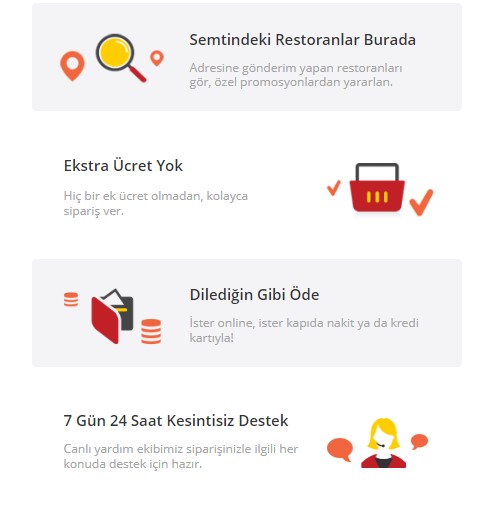 Semtindeki Restoranlar Burada
Adresine gönderim yapan restoranları
gör, özel promosyonlardan yararlan.
Ekstra Ücret Yok
Hiç bir ek ücret olmadan, kolayca
sipariş ver.
Dilediğin Gibi Öde
İster online, ister kapıda nakit ya da kredi
kartıyla!
7 Gün 24 Saat Kesintisiz Destek
Canlı yardım ekibimiz siparişinizle ilgili her
konuda destek için hazır.